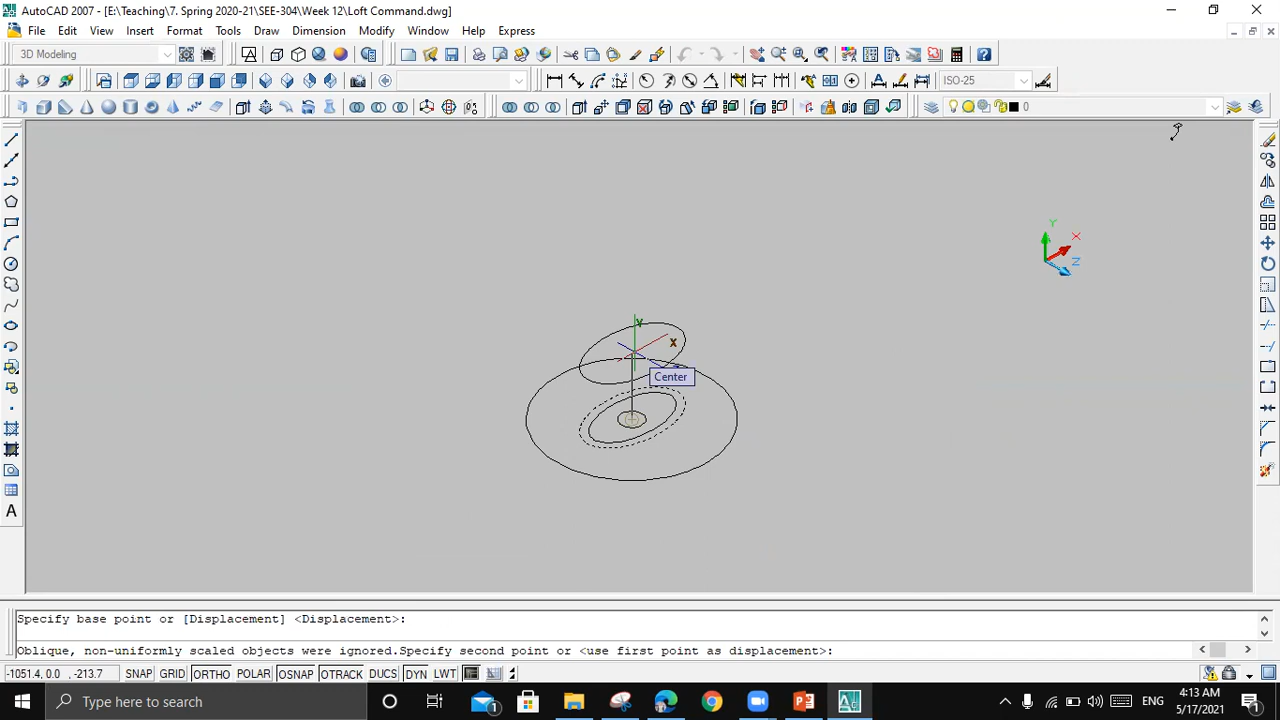 AutoCAD 2007 - [E:\Teaching\7. Spring 2020-21\SEE-304\Week 12\Loft Command.dwg]
File Edit View Insert Format Tools Draw Dimension Modify Window Help Express
3D Modeling
ISO-25
0
Y
X
Z
Y
X
Center
Specify base point or [Displacement] <Displacement>:
Oblique, non-uniformly scaled objects were ignored.Specify second point or <use first point as displacement>:
-1051.4, 0.0 , -213.7 SNAP GRID ORTHO POLAR OSNAP OTRACK DUCS DYN LWT
Type here to search
ENG
4:13 AM
5/17/2021